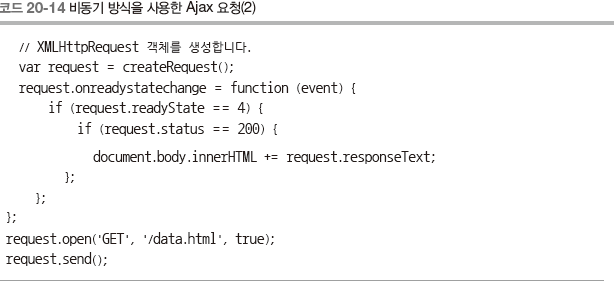 코드 20-14 비동기 방식을 사용한 Ajax 요청(2)
// XMLHttpRequest 객체를 생성합니다.
var request = createRequest();
request.onreadystatechange = function (event) {
if (request.readyState == 4) {
if (request.status == 200) {
document.body.innerHTML += request.responseText;
};
};
};
request.open('GET', '/data.html', true);
request.send();